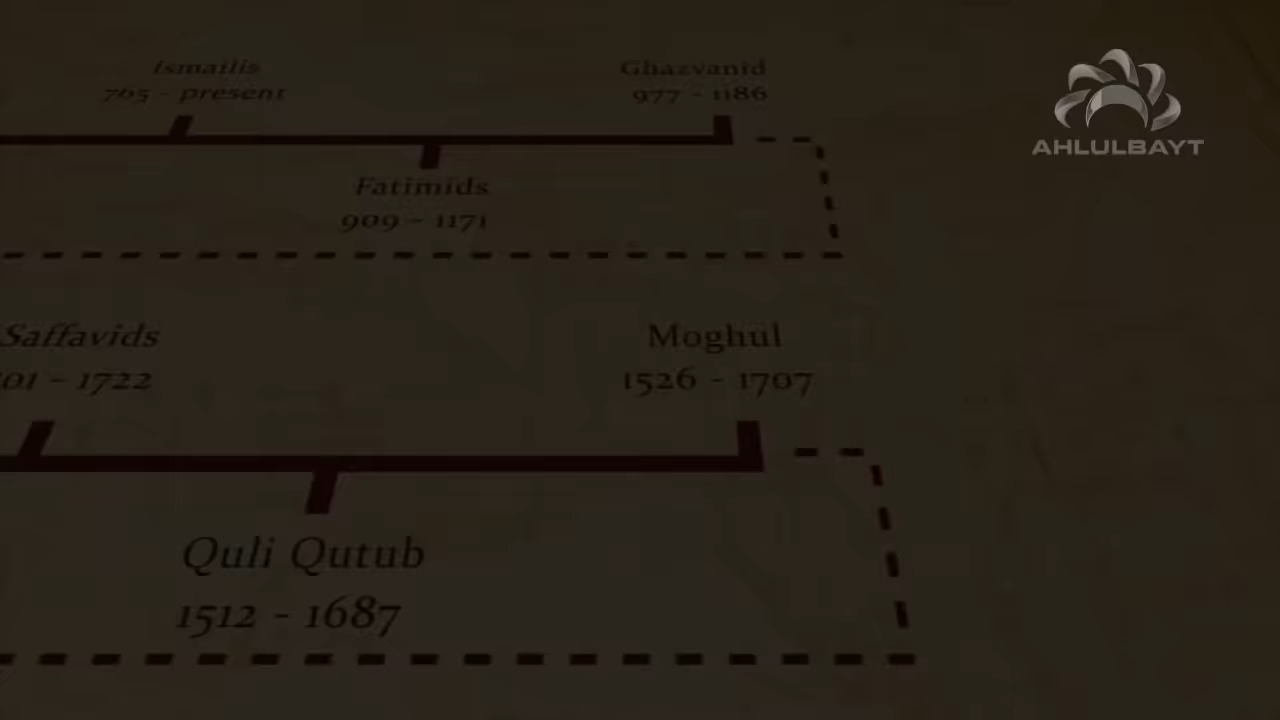 Ismailis
765 - present
Ghazvanid
977 - 1186
AHLULBAYT
Fatimids
909 - 1171
Saffavids
01 - 1722
Moghul
1526 - 1707
Quli Qutub
1512 - 1687